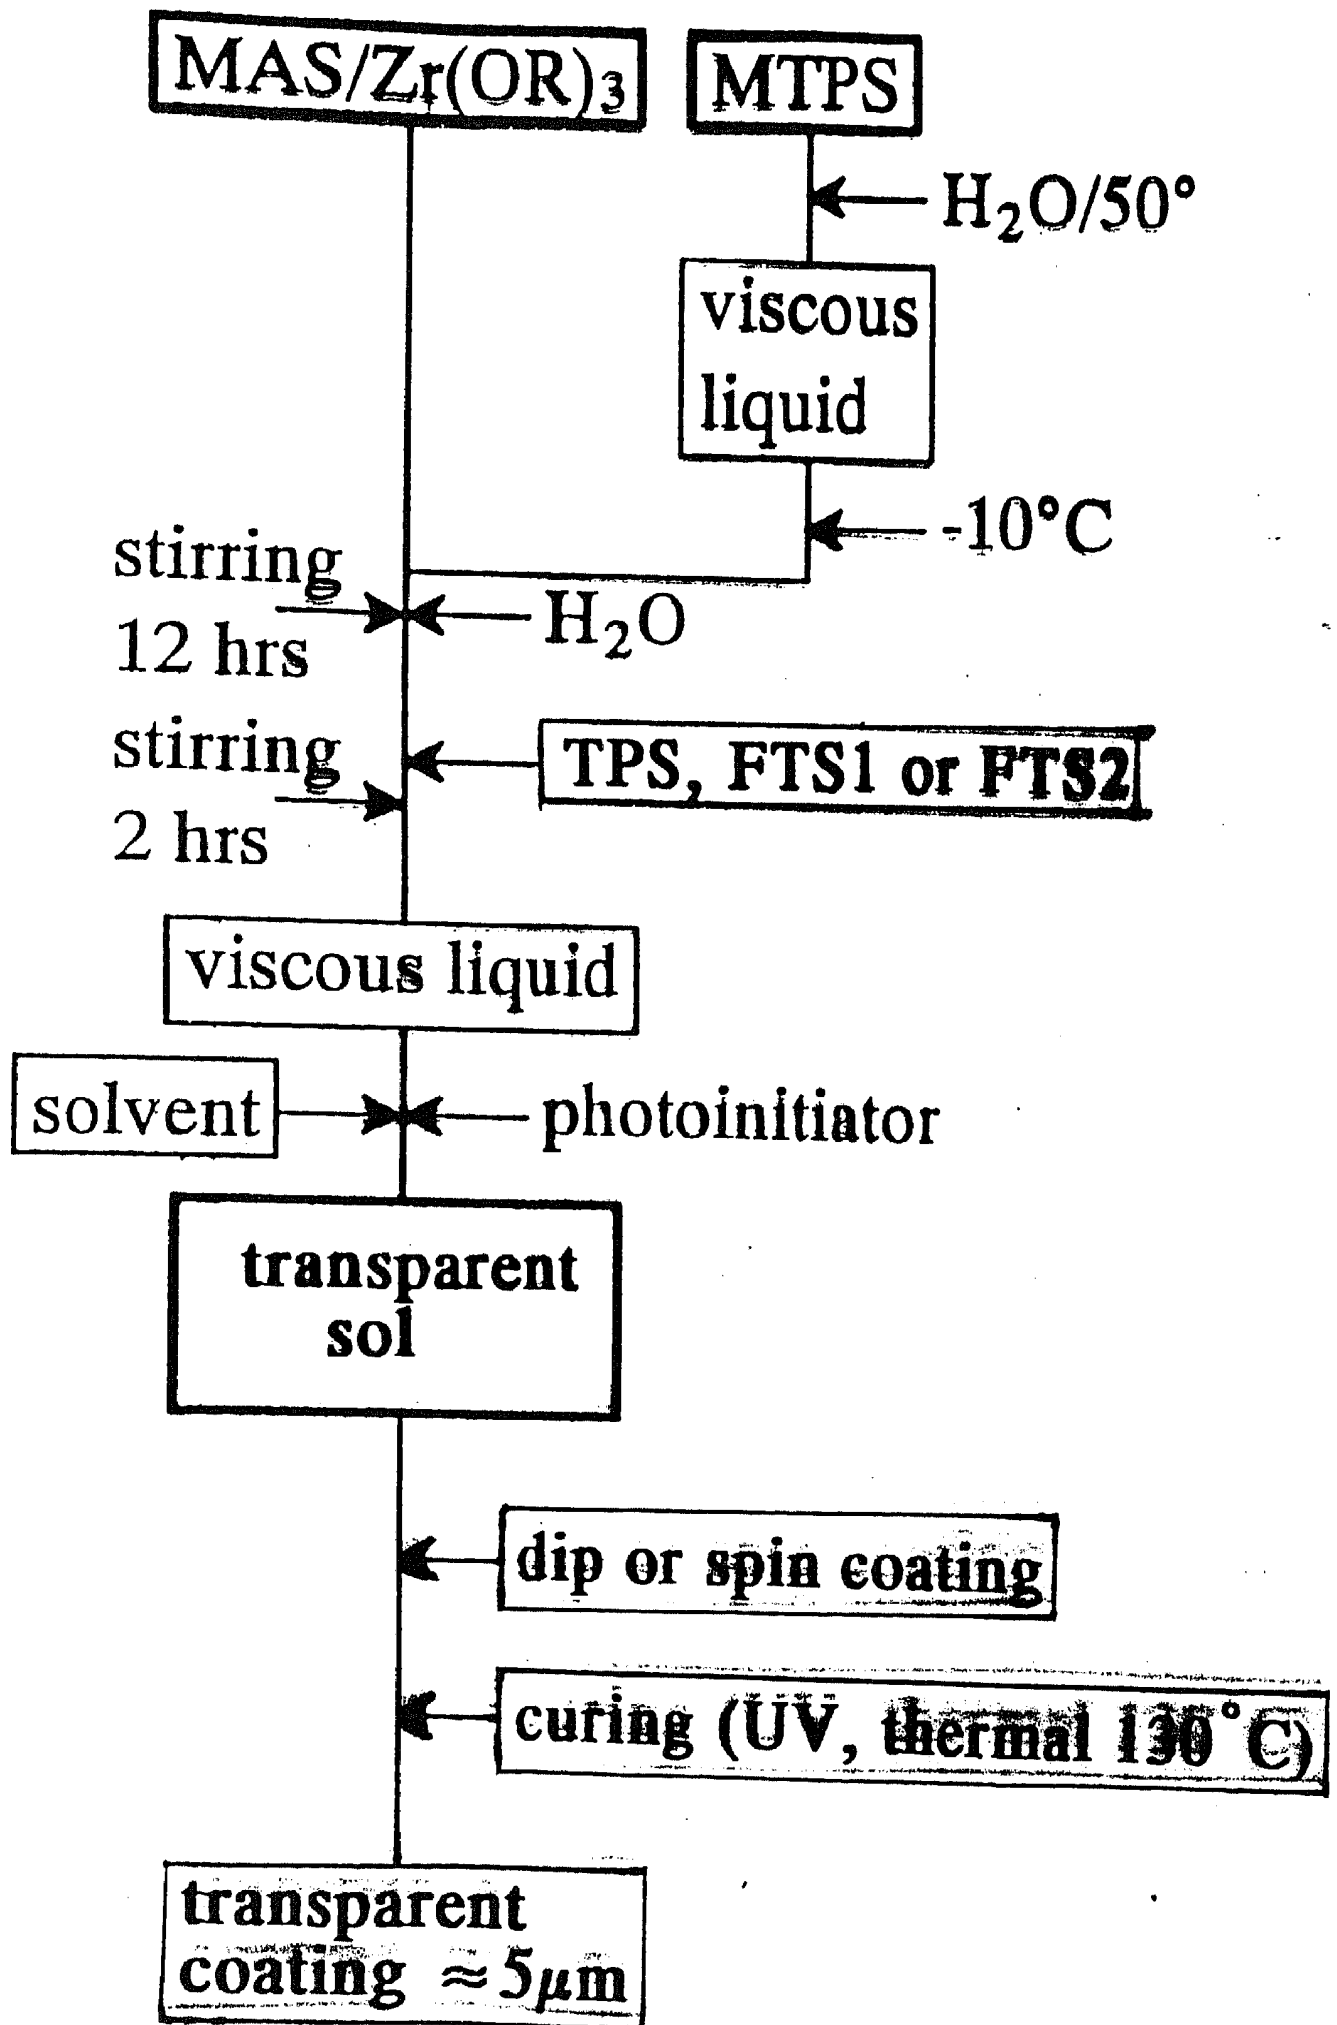 MAS/Zr(OR)₃
MTPS
H₂O/50°
viscous
liquid
-10°C
stirring
12 hrs
H₂O
stirring
2 hrs
TPS, FTS1 or FTS2
viscous liquid
solvent
photoinitiator
transparent
sol
dip or spin coating
curing (UV, thermal 130°C)
transparent
coating ≈5μm